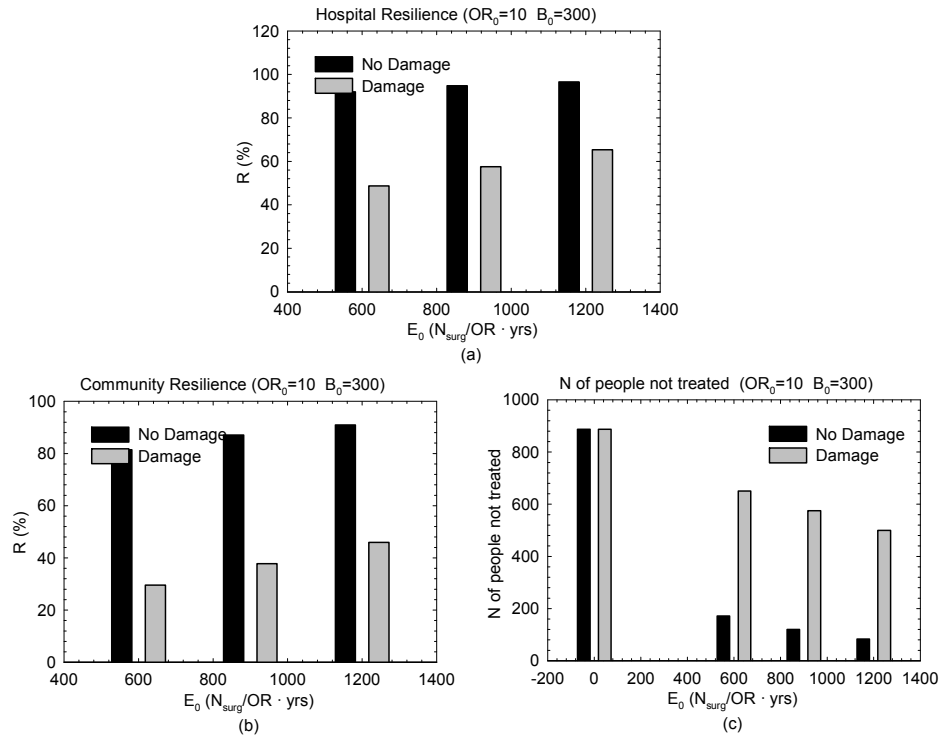 Hospital Resilience (OR0=10 B0=300)
120
100
80
60
40
20
0
R (%)
No Damage
Damage
400 600 800 1000 1200 1400
E0 (Nsurg/OR · yrs)
(a)
Community Resilience (OR0=10 B0=300)
100
80
60
40
20
0
R (%)
No Damage
Damage
400 600 800 1000 1200 1400
E0 (Nsurg/OR · yrs)
(b)
N of people not treated (OR0=10 B0=300)
1000
800
600
400
200
0
N of people not treated
No Damage
Damage
-200 0 200 400 600 800 1000 1200 1400
E0 (Nsurg/OR · yrs)
(c)